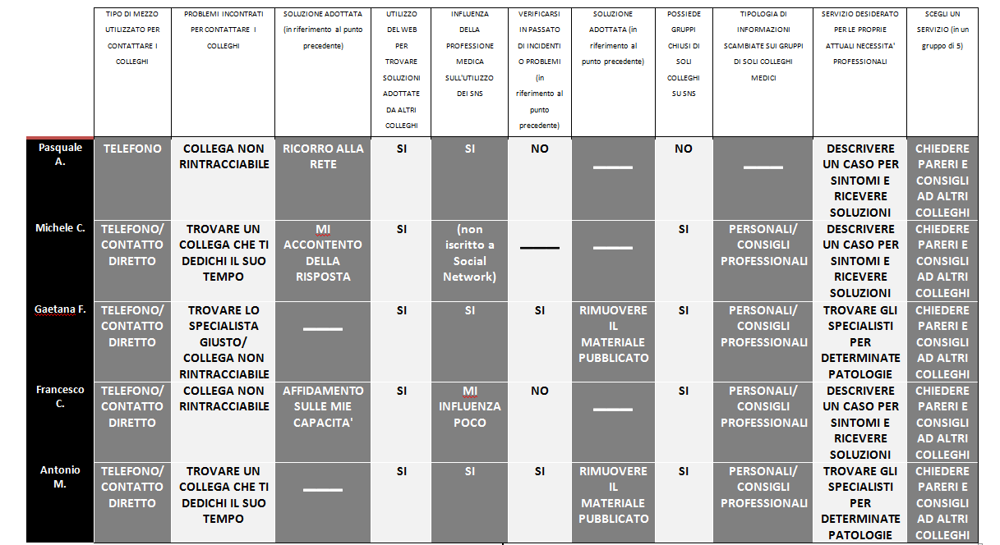 TIPO DI MEZZO
UTILIZZATO PER
CONTATTARE I
COLLEGHI
PROBLEMI INCONTRATI
PER CONTATTARE I
COLLEGHI
SOLUZIONE ADOTTATA
(in riferimento al punto
precedente)
UTILIZZO
DEL WEB
PER
TROVARE
SOLUZIONI
ADOTTATE
DA ALTRI
COLLEGHI
INFLUENZA
DELLA
PROFESSIONE
MEDICA
SULL'UTILIZZO
DEI SNS
VERIFICARSI
IN PASSATO
DI INCIDENTI
O PROBLEMI
(in
riferimento al
punto
precedente)
SOLUZIONE
ADOTTATA (in
riferimento al
punto precedente)
POSSIEDE
GRUPPI
CHIUSI DI
SOLI
COLLEGHI
SU SNS
TIPOLOGIA DI
INFORMAZIONI
SCAMBIATE SUI GRUPPI
DI SOLI COLLEGHI
MEDICI
SERVIZIO DESIDERATO
PER LE PROPRIE
ATTUALI NECESSITA'
PROFESSIONALI
SCEGLI UN
SERVIZIO (in un
gruppo di 5)
Pasquale
A.
TELEFONO
COLLEGA NON
RINTRACCIABILE
RICORRO ALLA
RETE
SI
SI
NO
NO
DESCRIVERE
UN CASO PER
SINTOMI E
RICEVERE
SOLUZIONI
CHIEDERE
PARERI E
CONSIGLI
AD ALTRI
COLLEGHI
Michele C.
TELEFONO/
CONTATTO
DIRETTO
TROVARE UN
COLLEGA CHE TI
DEDICHI IL SUO
TEMPO
MI
ACCONTENTO
DELLA
RISPOSTA
SI
(non
iscritto a
Social
Network)
SI
PERSONALI/
CONSIGLI
PROFESSIONALI
DESCRIVERE
UN CASO PER
SINTOMI E
RICEVERE
SOLUZIONI
CHIEDERE
PARERI E
CONSIGLI
AD ALTRI
COLLEGHI
Gaetana F.
TELEFONO/
CONTATTO
DIRETTO
TROVARE LO
SPECIALISTA
GIUSTO/
COLLEGA NON
RINTRACCIABILE
SI
SI
SI
RIMUOVERE
IL
MATERIALE
PUBBLICATO
SI
PERSONALI/
CONSIGLI
PROFESSIONALI
TROVARE GLI
SPECIALISTI
PER
DETERMINATE
PATOLOGIE
CHIEDERE
PARERI E
CONSIGLI
AD ALTRI
COLLEGHI
Francesco
C.
TELEFONO/
CONTATTO
DIRETTO
COLLEGA NON
RINTRACCIABILE
AFFIDAMENTO
SULLE MIE
CAPACITA'
SI
MI
INFLUENZA
POCO
NO
SI
PERSONALI/
CONSIGLI
PROFESSIONALI
DESCRIVERE
UN CASO PER
SINTOMI E
RICEVERE
SOLUZIONI
CHIEDERE
PARERI E
CONSIGLI
AD ALTRI
COLLEGHI
Antonio
M.
TELEFONO/
CONTATTO
DIRETTO
TROVARE UN
COLLEGA CHE TI
DEDICHI IL SUO
TEMPO
SI
SI
SI
RIMUOVERE
IL
MATERIALE
PUBBLICATO
SI
PERSONALI/
CONSIGLI
PROFESSIONALI
TROVARE GLI
SPECIALISTI
PER
DETERMINATE
PATOLOGIE
CHIEDERE
PARERI E
CONSIGLI
AD ALTRI
COLLEGHI